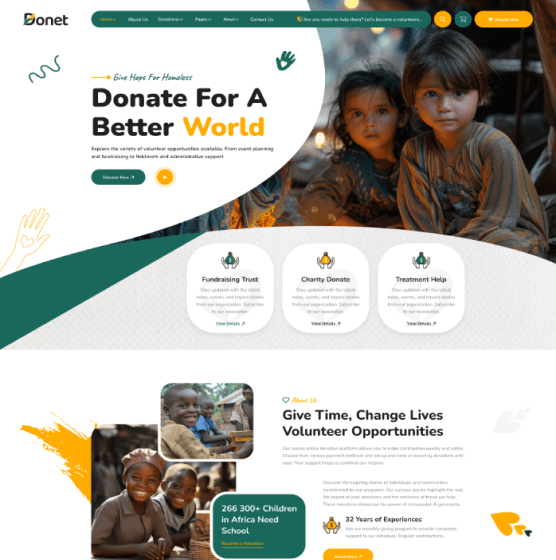 Donet
Home About Us Donations Pages News Contact Us
Are you ready to help them? Let's become a volunteers...
Donate Now
Give Hope For Homeless
Donate For A
Better World
Explore the variety of volunteer opportunities available. From event planning
and fundraising to fieldwork and administrative support
Discover Now
Fundraising Trust
Stay updated with the latest
news, events, and impact stories
from our organization. Subscribe
to our newsletter.
View Details
Charity Donate
Stay updated with the latest
news, events, and impact stories
from our organization. Subscribe
to our newsletter.
View Details
Treatment Help
Stay updated with the latest
news, events, and impact stories
from our organization. Subscribe
to our newsletter.
View Details
About Us
Give Time, Change Lives
Volunteer Opportunities
Our secure online donation platform allows you to make contribution quickly and safely.
Choose from various payment methods and set up one-time or recurring donations with
ease. Your support helps us continue our mission.
Discover the inspiring stories of individuals and communities
transformed by our programs. Our success stories highlight the real-
life impact of your donations and the resilience of those we help.
These narratives showcase the power of compassion & generosity.
32 Years of Experiences
Join our monthly giving program to provide consistent
support to our initiatives. Regular contributions.
266 300+ Children
in Africa Need
School
Become a Volunteer